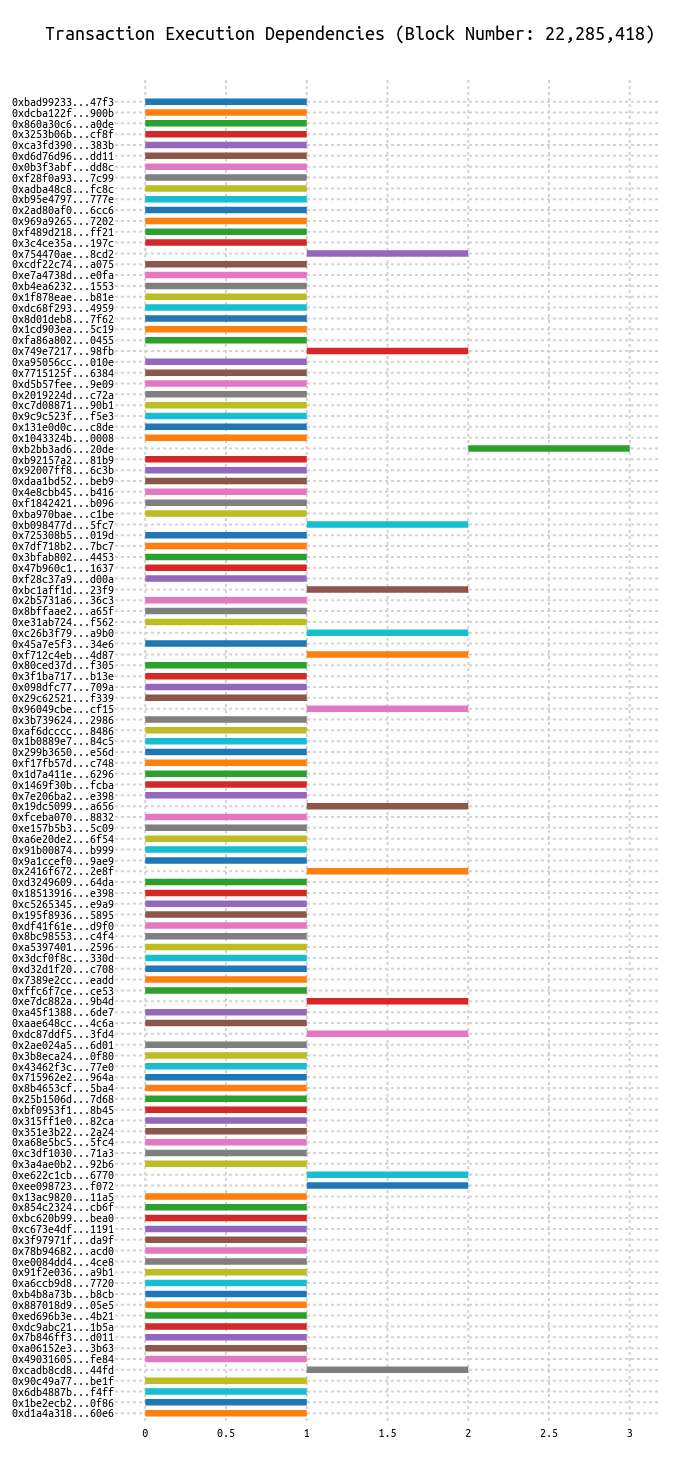 Transaction Execution Dependencies (Block Number: 22,285,418)
0xbad99233...47f3
0xdcba122f...900b
0x860a30c6...a0de
0x3253b06b...cf8f
0xca3fd390...383b
0xd6d76d96...dd11
0x0b3f3abf...dd8c
0xf28f0a93...7c99
0xadba48c8...fc8c
0xb95e4797...777e
0x2ad80af0...6cc6
0x969a9265...7202
0xf489d218...ff21
0x3c4ce35a...197c
0x754470ae...8cd2
0xcdf22c74...a075
0xe7a4738d...e0fa
0xb4ea6232...1553
0x1f878eae...b81e
0xdc68f293...4959
0x8d01deb8...7f62
0x1cd903ea...5c19
0xfa86a802...0455
0x749e7217...98fb
0xa95056cc...010e
0x7715125f...6384
0xd5b57fee...9e09
0x2019224d...c72a
0xc7d08871...90b1
0x9c9c523f...f5e3
0x131e0d0c...c8de
0x1043324b...0008
0xb2bb3ad6...20de
0xb92157a2...81b9
0x92007ff8...6c3b
0xdaa1bd52...beb9
0x4e8cbb45...b416
0xf1842421...b096
0xba970bae...c1be
0xb098477d...5fc7
0x725308b5...019d
0x7df718b2...7bc7
0x3bfab802...4453
0x47b960c1...1637
0xf28c37a9...d00a
0xbc1aff1d...23f9
0x2b5731a6...36c3
0x8bffaae2...a65f
0xe31ab724...f562
0xc26b3f79...a9b0
0x45a7e5f3...34e6
0xf712c4eb...4d87
0x80ced37d...f305
0x3f1ba717...b13e
0x098dfc77...709a
0x29c62521...f339
0x96049cbe...cf15
0x3b739624...2986
0xaf6dcccc...8486
0x1b0889e7...84c5
0x299b3650...e56d
0xf17fb57d...c748
0x1d7a411e...6296
0x1469f30b...fcba
0x7e206ba2...e398
0x19dc5099...a656
0xfceba070...8832
0xe157b5b3...5c09
0xa6e20de2...6f54
0x91b00874...b999
0x9a1ccef0...9ae9
0x2416f672...2e8f
0xd3249609...64da
0x18513916...e398
0xc5265345...e9a9
0x195f8936...5895
0xdf41f61e...d9f0
0x8bc98553...c4f4
0xa5397401...2596
0x3dcf0f8c...330d
0xd32d1f20...c708
0x7389e2cc...eadd
0xffc6f7ce...ce53
0xe7dc882a...9b4d
0xa45f1388...6de7
0xaae648cc...4c6a
0xdc87ddf5...3fd4
0x2ae024a5...6d01
0x3b8eca24...0f80
0x43462f3c...77e0
0x715962e2...964a
0x8b4653cf...5ba4
0x25b1506d...7d68
0xbf0953f1...8b45
0x315ff1e0...82ca
0x351e3b22...2a24
0xa68e5bc5...5fc4
0xc3df1030...71a3
0x3a4ae0b2...92b6
0xe622c1cb...6770
0xee098723...f072
0x13ac9820...11a5
0x854c2324...cb6f
0xbc620b99...bea0
0xc673e4df...1191
0x3f97971f...da9f
0x78b94682...acd0
0xe0084dd4...4ce8
0x91f2e036...a9b1
0xa6ccb9d8...7720
0xb4b8a73b...b8cb
0x887018d9...05e5
0xed696b3e...4b21
0xdc9abc21...1b5a
0x7b846ff3...d011
0xa06152e3...3b63
0x49031605...fe84
0xcadb8cd8...44fd
0x90c49a77...be1f
0x6db4887b...f4ff
0x1be2ecb2...0f86
0xd1a4a318...60e6
0 0.5 1 1.5 2 2.5 3